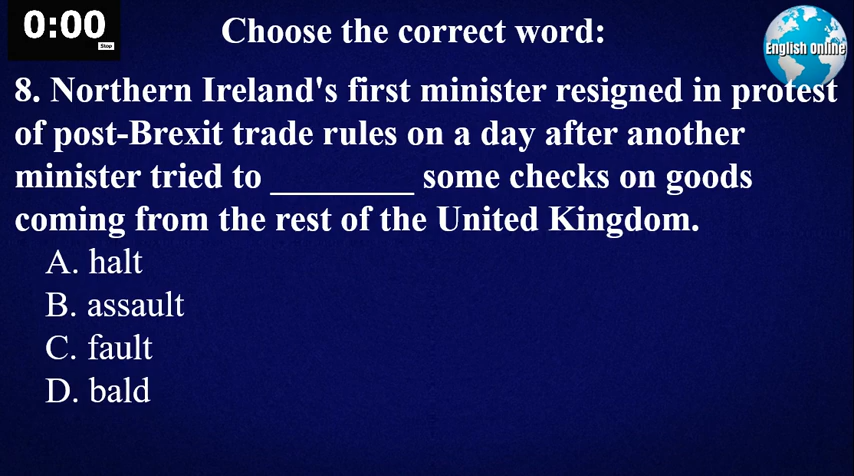 0:00
Stop
Choose the correct word:
English Online
8. Northern Ireland's first minister resigned in protest
of post-Brexit trade rules on a day after another
minister tried to ________ some checks on goods
coming from the rest of the United Kingdom.
A. halt
B. assault
C. fault
D. bald